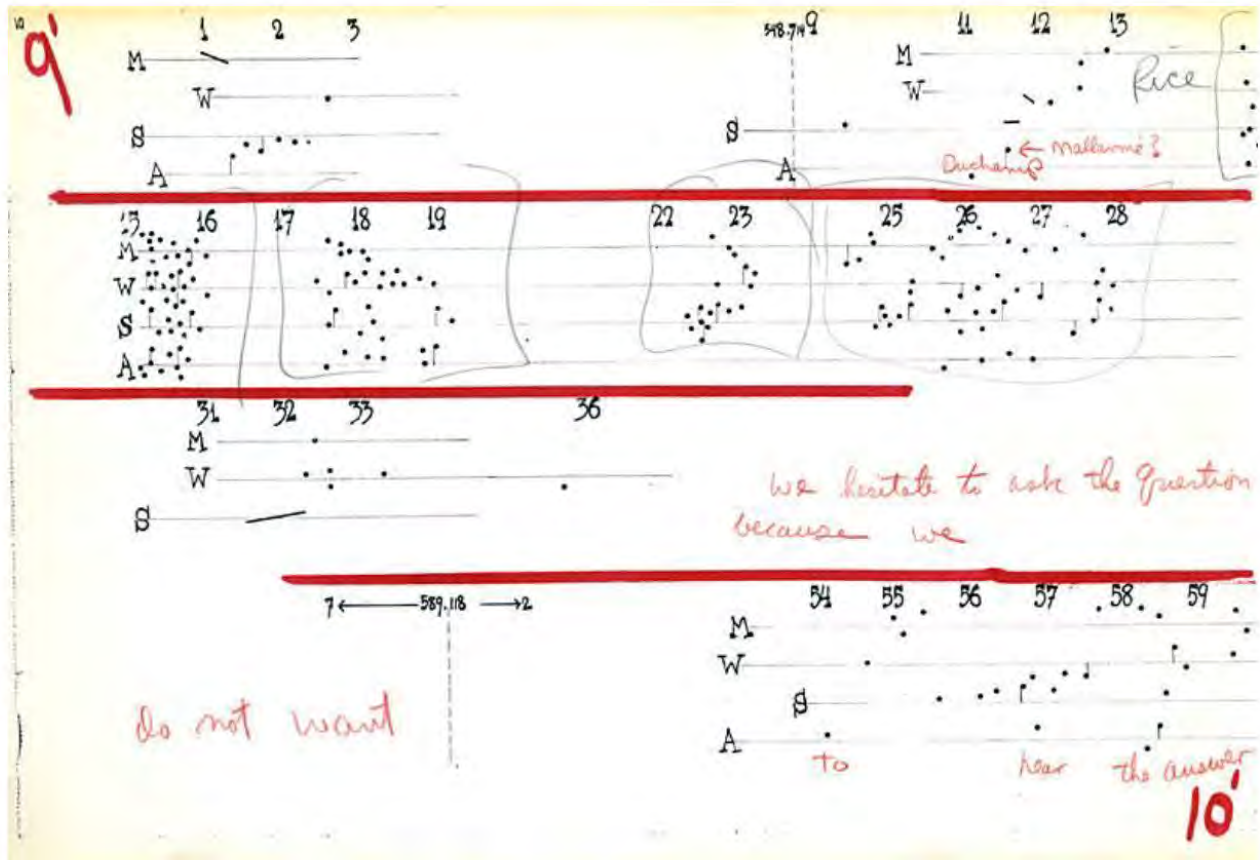 10
9'
1 2 3
M
W
S
A
548.714 9 11 12 13
M
W
S
A
Rice
← Mallarmé?
Duchamp
15 16 17 18 19 22 23 25 26 27 28
M
W
S
A
31 32 33 36
M
W
S
we hesitate to ask the question
because we
7 ← 589.118 → 2
54 55 56 57 58 59
M
W
S
A
do not want
to hear the answer
10'